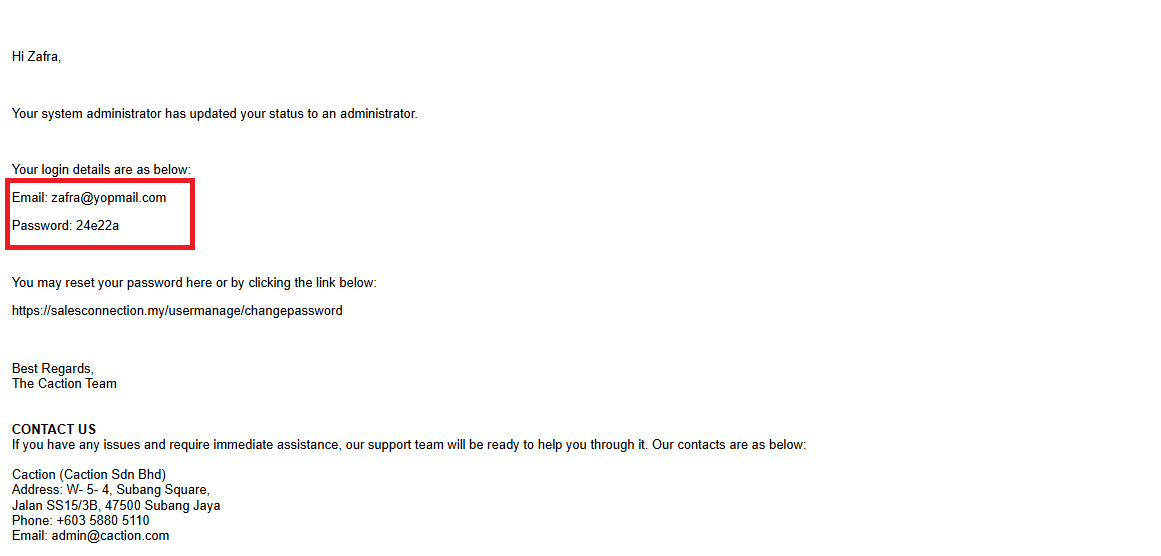 Hi Zafra,
Your system administrator has updated your status to an administrator.
Your login details are as below:
Email: zafra@yopmail.com
Password: 24e22a
You may reset your password here or by clicking the link below:
https://salesconnection.my/usermanage/changepassword
Best Regards,
The Caction Team
CONTACT US
If you have any issues and require immediate assistance, our support team will be ready to help you through it. Our contacts are as below:
Caction (Caction Sdn Bhd)
Address: W- 5- 4, Subang Square,
Jalan SS15/3B, 47500 Subang Jaya
Phone: +603 5880 5110
Email: admin@caction.com